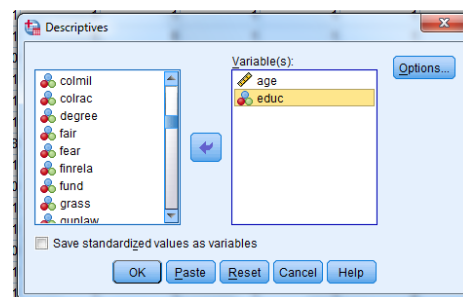 Descriptives
Variable(s):
Options...
colmil
colrac
degree
fair
fear
finrela
fund
grass
gunlaw
age
educ
Save standardized values as variables
OK Paste Reset Cancel Help